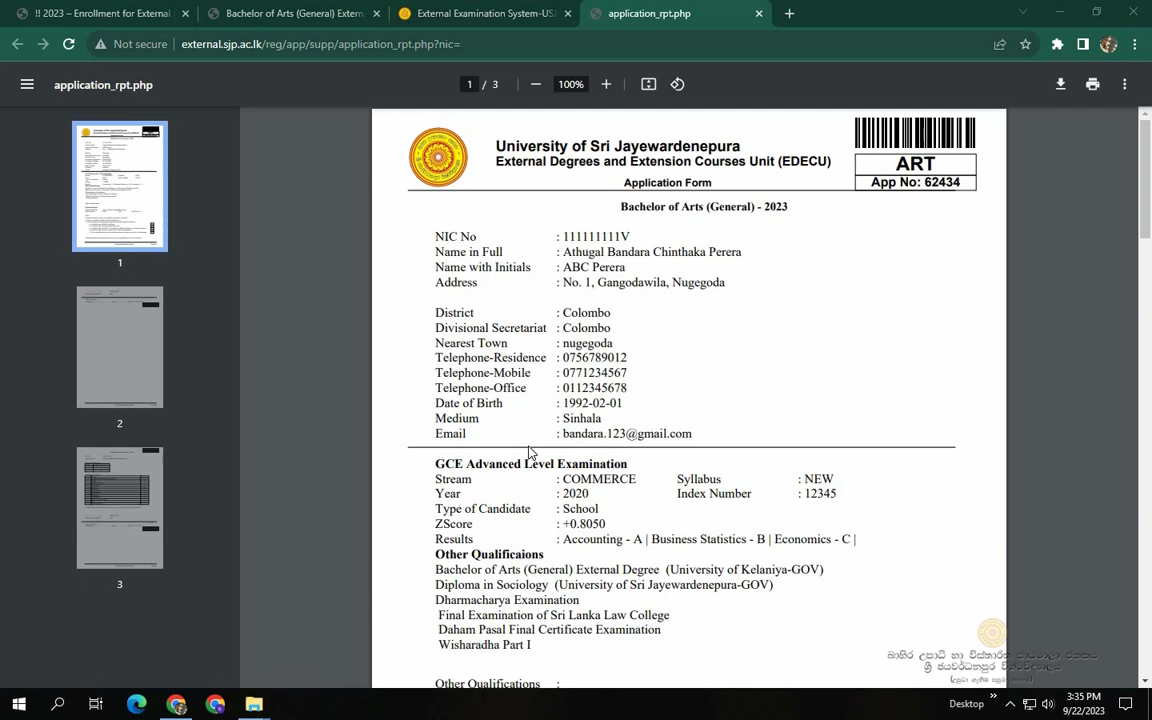 !! 2023 – Enrollment for External
Bachelor of Arts (General) Extern
External Examination System-US
application_rpt.php
Not secure
external.sjp.ac.lk/reg/app/supp/application_rpt.php?nic=
application_rpt.php
1 / 3
100%
University of Sri Jayewardenepura
External Degrees and Extension Courses Unit (EDECU)
Application Form
ART
App No: 62434
Bachelor of Arts (General) - 2023
NIC No : 111111111V
Name in Full : Athugal Bandara Chinthaka Perera
Name with Initials : ABC Perera
Address : No. 1, Gangodawila, Nugegoda
District : Colombo
Divisional Secretariat : Colombo
Nearest Town : nugegoda
Telephone-Residence : 0756789012
Telephone-Mobile : 0771234567
Telephone-Office : 0112345678
Date of Birth : 1992-02-01
Medium : Sinhala
Email : bandara.123@gmail.com
GCE Advanced Level Examination
Stream : COMMERCE Syllabus : NEW
Year : 2020 Index Number : 12345
Type of Candidate : School
ZScore : +0.8050
Results : Accounting - A | Business Statistics - B | Economics - C |
Other Qualificaions
Bachelor of Arts (General) External Degree (University of Kelaniya-GOV)
Diploma in Sociology (University of Sri Jayewardenepura-GOV)
Dharmacharya Examination
Final Examination of Sri Lanka Law College
Daham Pasal Final Certificate Examination
Wisharadha Part I
Other Qualifications :
1
2
3
බාහිර උපාධි හා විස්තාරිත පාඨමාලා ඒකකය
ශ්‍රී ජයවර්ධනපුර විශ්වවිද්‍යාලය
Desktop
3:35 PM
9/22/2023